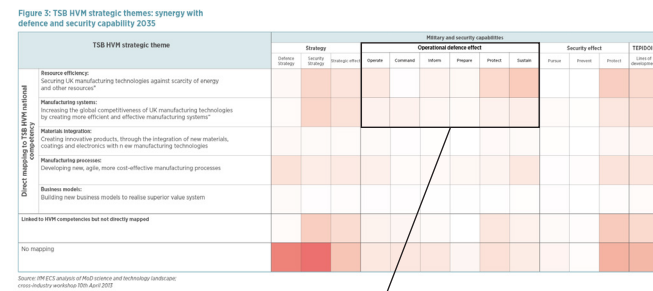 Figure 3: TSB HVM strategic themes: synergy with
defence and security capability 2035
TSB HVM strategic theme
Military and security capabilities
Strategy
Operational defence effect
Security effect
TEPIDOI
Defence
Strategy
Security
Strategy
Strategic effect
Operate
Command
Inform
Prepare
Protect
Sustain
Pursue
Prevent
Protect
Lines of
developme
Direct mapping to TSB HVM national
competency
Resource efficiency:
Securing UK manufacturing technologies against scarcity of energy
and other resources"
Manufacturing systems:
Increasing the global competitiveness of UK manufacturing technologies
by creating more efficient and effective manufacturing systems"
Materials Integration:
Creating innovative products, through the integration of new materials,
coatings and electronics with n ew manufacturing technologies
Manufacturing processes:
Developing new, agile, more cost-effective manufacturing processes
Business models:
Building new business models to realise superior value system
Linked to HVM competencies but not directly mapped
No mapping
Source: IfM ECS analysis of MoD science and technology landscape;
cross-industry workshop 10th April 2013